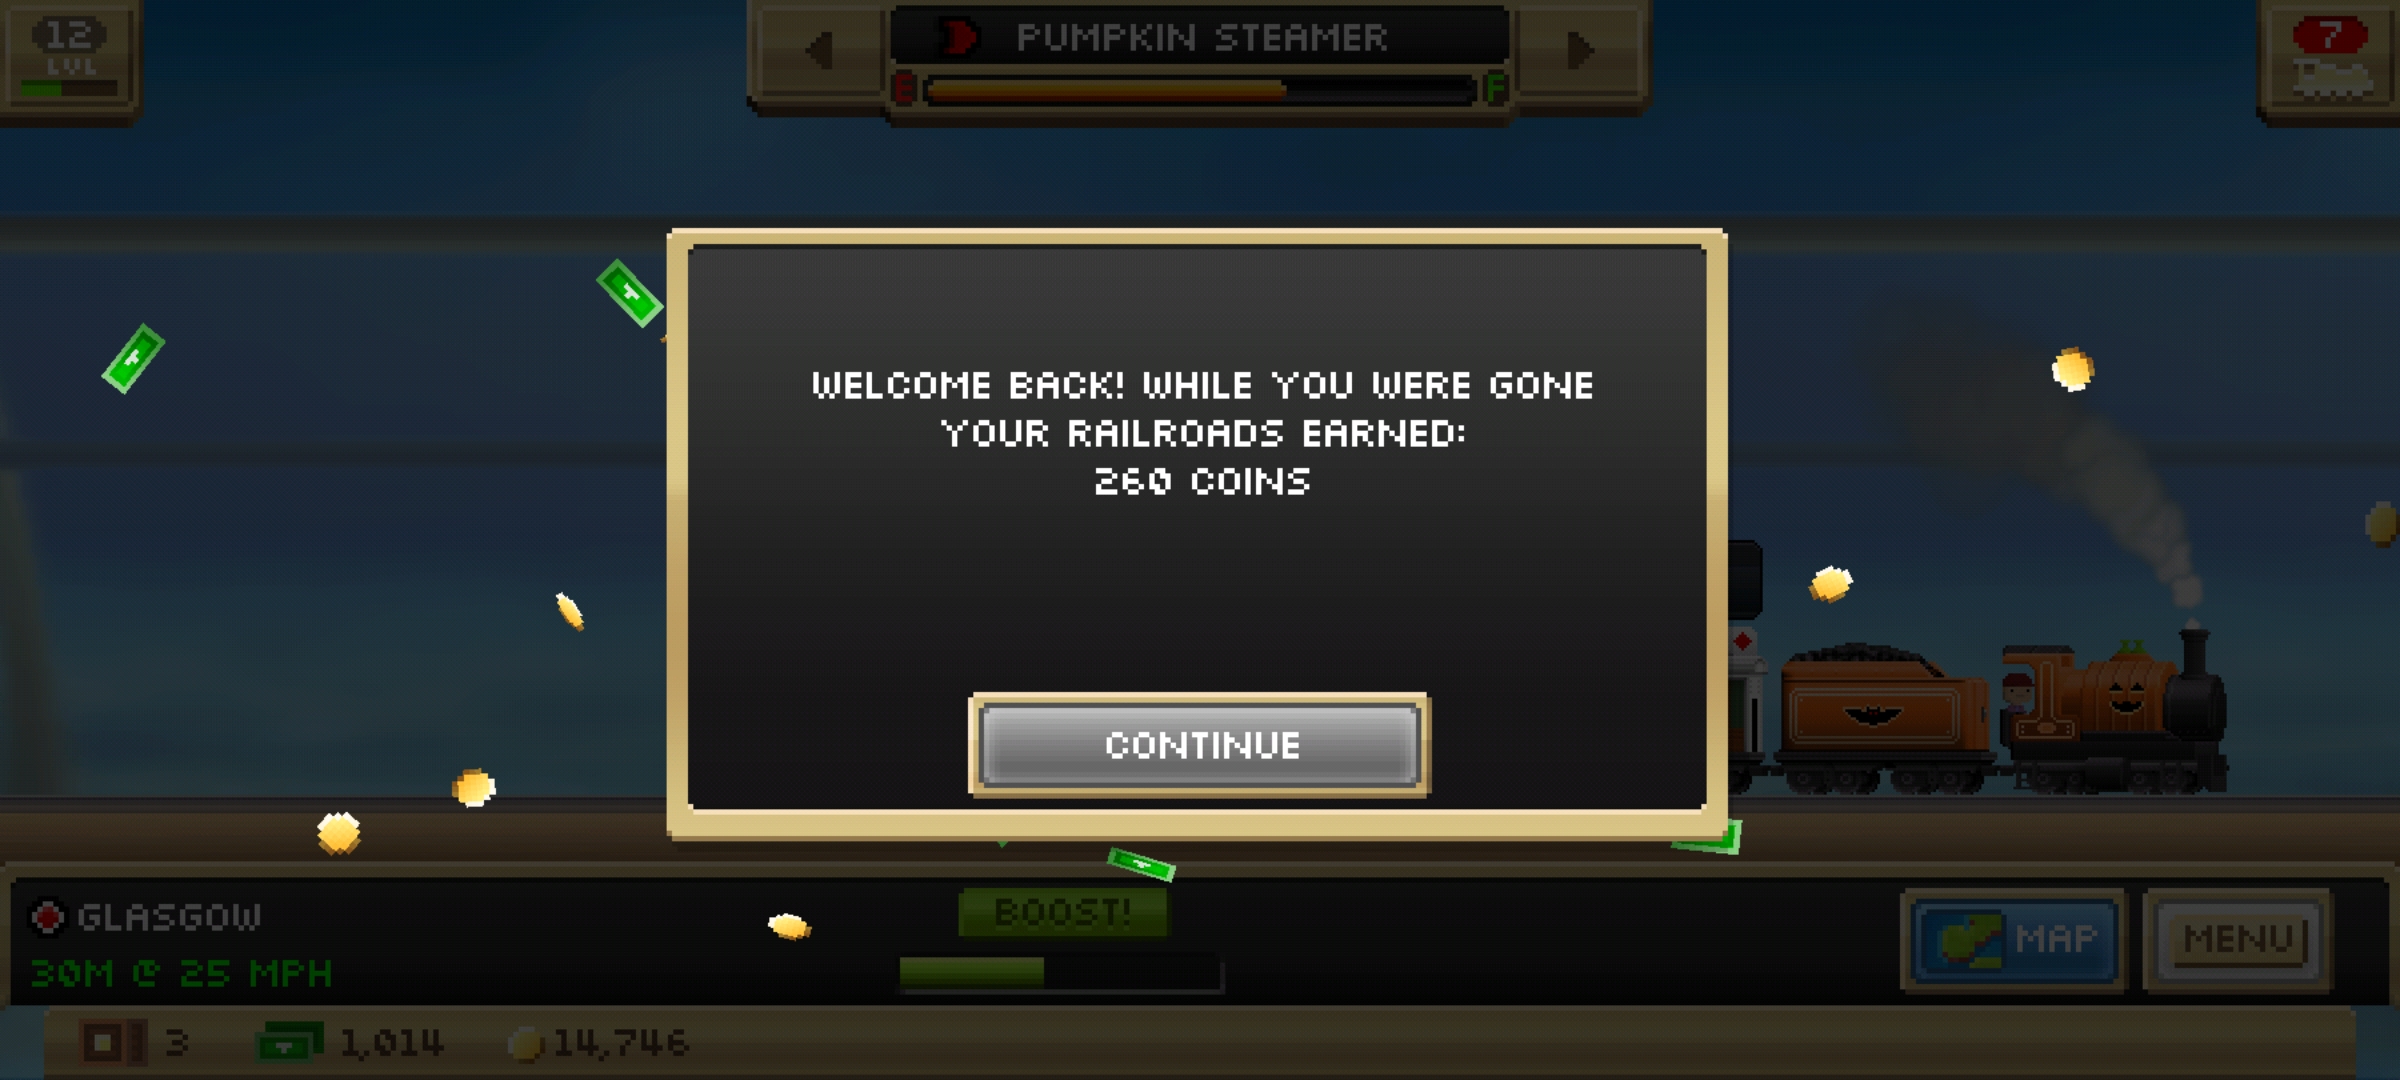 12
LVL
PUMPKIN STEAMER
E F
7
WELCOME BACK! WHILE YOU WERE GONE
YOUR RAILROADS EARNED:
260 COINS
CONTINUE
GLASGOW
30M @ 25 MPH
BOOST!
MAP
MENU
3 1,014 14,746